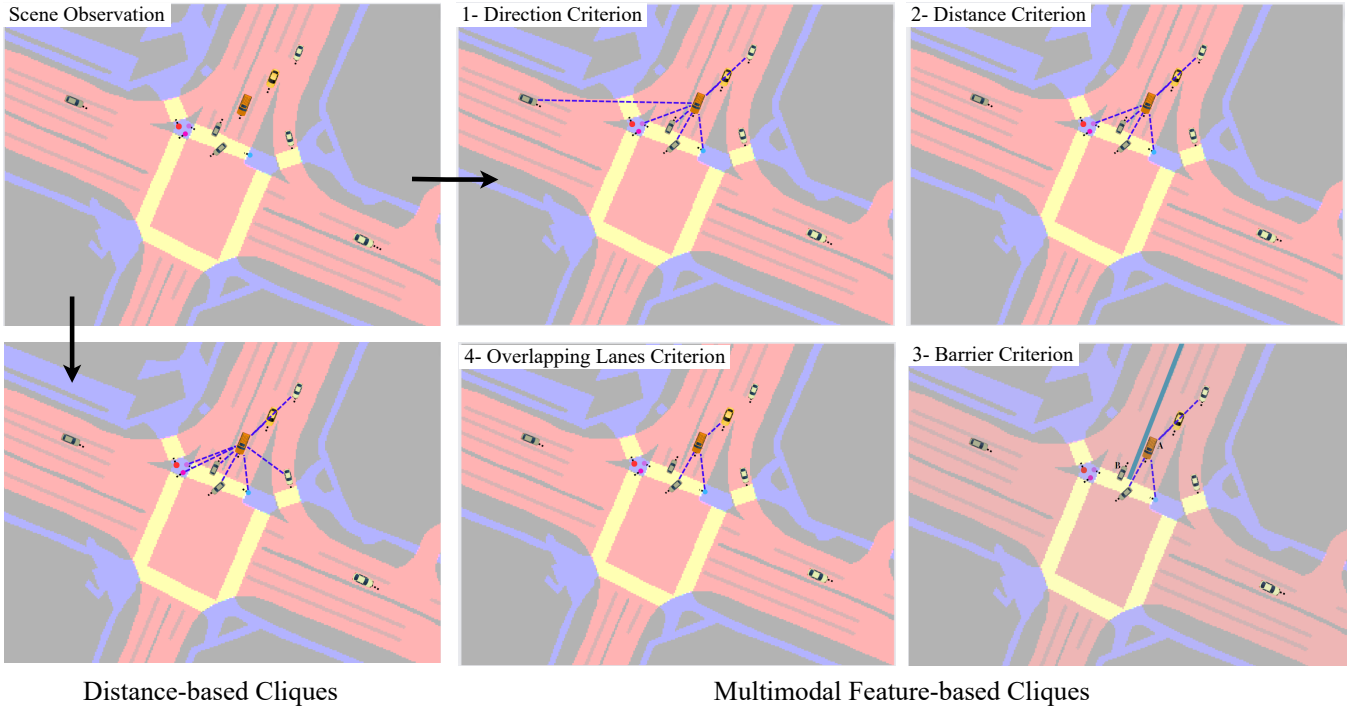 Scene Observation
1- Direction Criterion
2- Distance Criterion
4- Overlapping Lanes Criterion
3- Barrier Criterion
A
B
Distance-based Cliques
Multimodal Feature-based Cliques